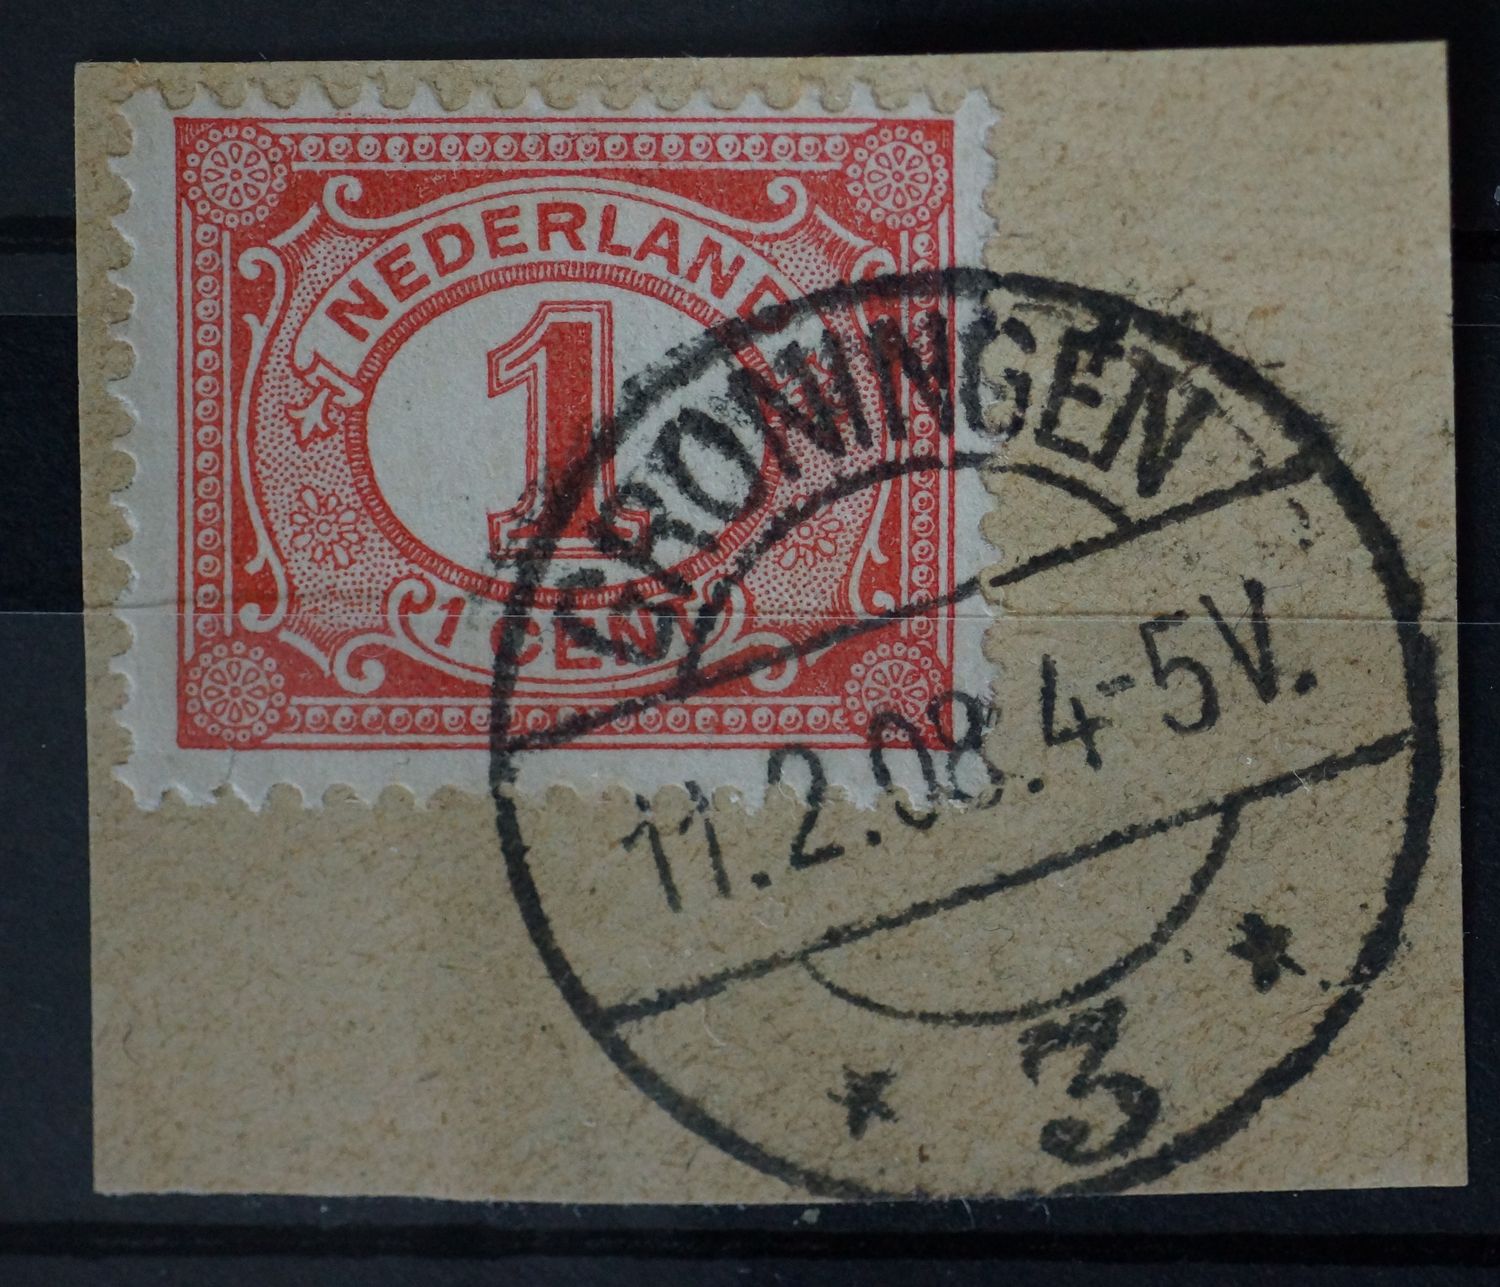 NEDERLAND
1
1 CENT
GRONINGEN
11.2.08.4-5V.
* 3 *